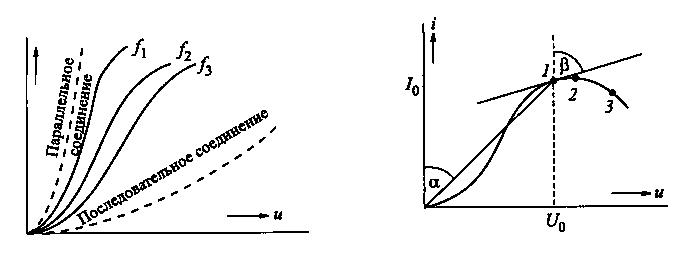 Параллельное
соединение
f1
f2
f3
Последовательное соединение
u
i
I0
1
β
2
3
α
u
U0